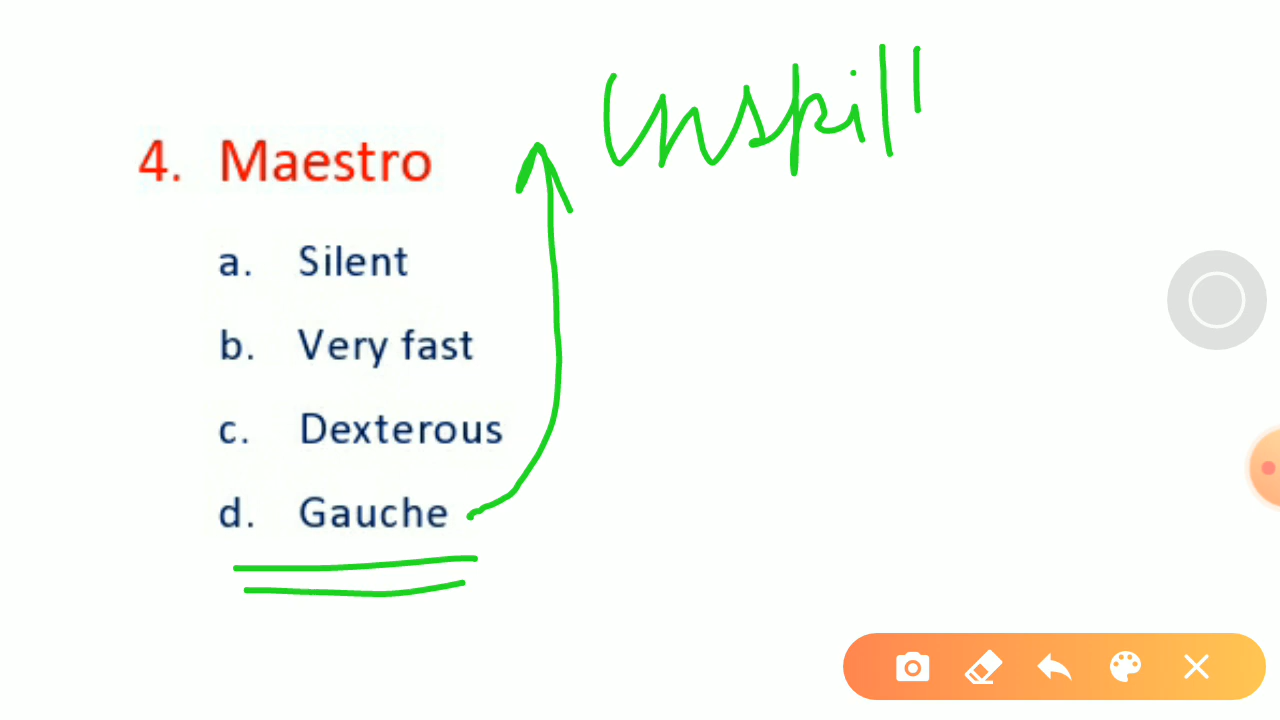 unskill
4. Maestro
a. Silent
b. Very fast
c. Dexterous
d. Gauche